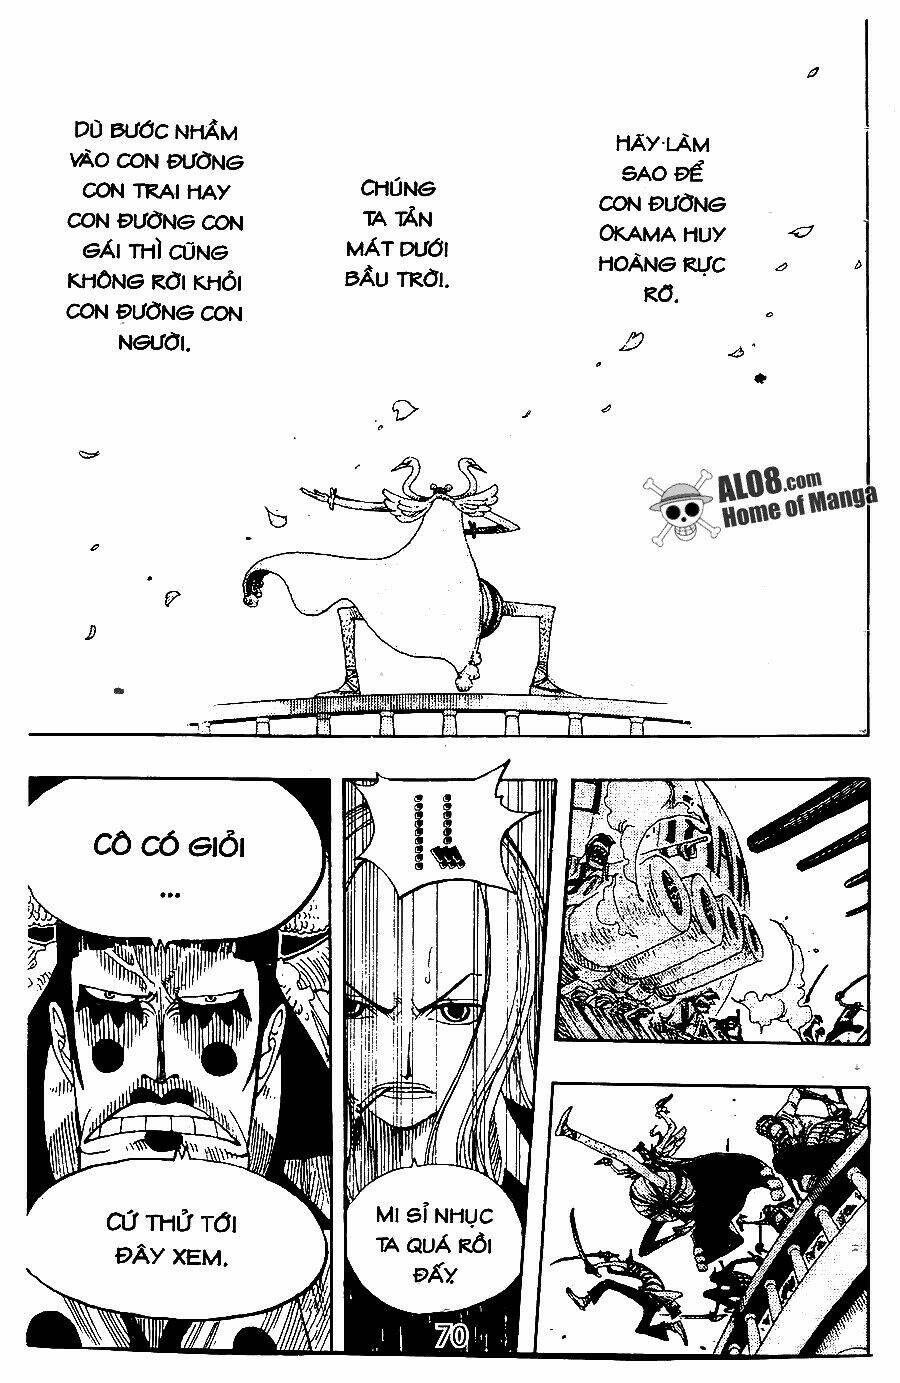 HÃY LÀM
SAO ĐỂ
CON ĐƯỜNG
OKAMA HUY
HOÀNG RỰC
RỠ.
CHÚNG
TA TẢN
MÁT DƯỚI
BẦU TRỜI.
DÙ BƯỚC NHẦM
VÀO CON ĐƯỜNG
CON TRAI HAY
CON ĐƯỜNG CON
GÁI THÌ CŨNG
KHÔNG RỜI KHỎI
CON ĐƯỜNG CON
NGƯỜI.
AL08.com
Home of Manga
MI SỈ NHỤC
TA QUÁ RỒI
ĐẤY
CÔ CÓ GIỎI
...
CỨ THỬ TỚI
ĐÂY XEM.
70